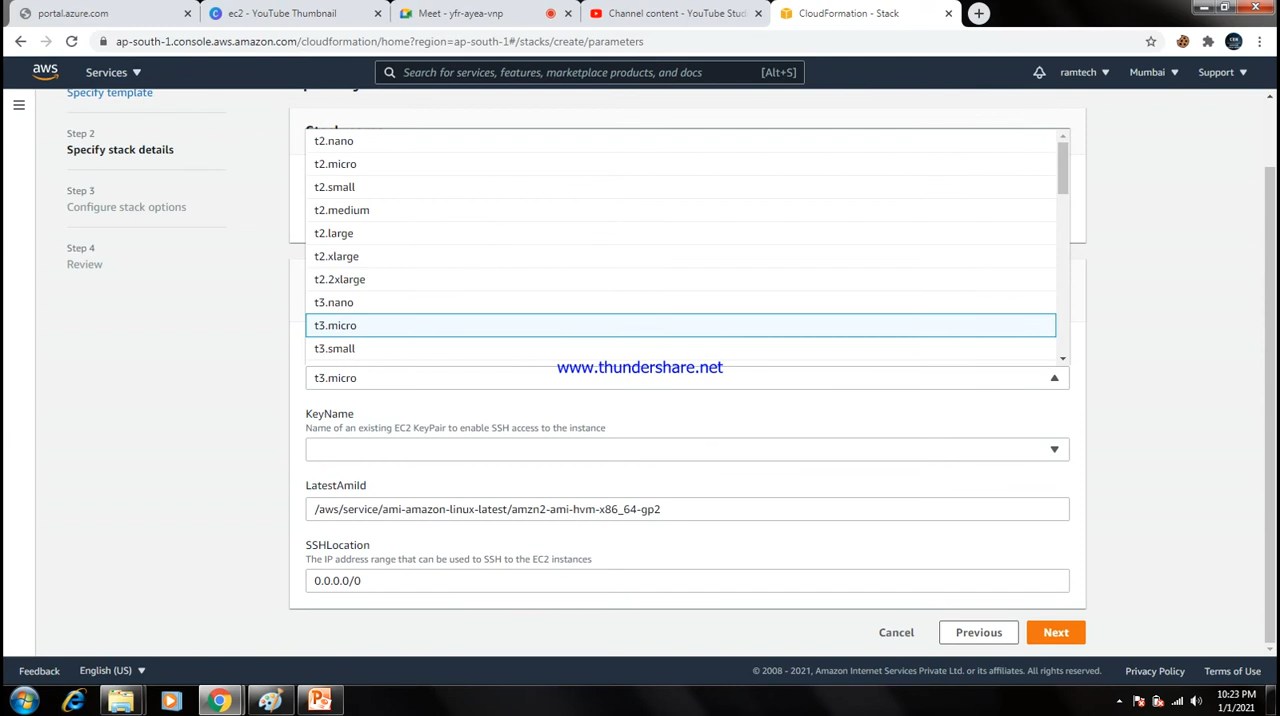 portal.azure.com
ec2 - YouTube Thumbnail
Meet - yfr-ayea-vei
Channel content - YouTube Stud
CloudFormation - Stack
ap-south-1.console.aws.amazon.com/cloudformation/home?region=ap-south-1#/stacks/create/parameters
aws
Services
Search for services, features, marketplace products, and docs
[Alt+S]
ramtech
Mumbai
Support
Specify template
Step 2
Specify stack details
Step 3
Configure stack options
Step 4
Review
t2.nano
t2.micro
t2.small
t2.medium
t2.large
t2.xlarge
t2.2xlarge
t3.nano
t3.micro
t3.small
www.thundershare.net
t3.micro
KeyName
Name of an existing EC2 KeyPair to enable SSH access to the instance
LatestAmiId
/aws/service/ami-amazon-linux-latest/amzn2-ami-hvm-x86_64-gp2
SSHLocation
The IP address range that can be used to SSH to the EC2 instances
0.0.0.0/0
Cancel
Previous
Next
Feedback
English (US)
© 2008 - 2021, Amazon Internet Services Private Ltd. or its affiliates. All rights reserved.
Privacy Policy
Terms of Use
10:23 PM
1/1/2021